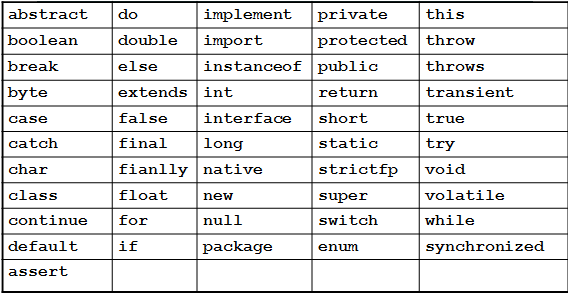 abstract do implement private this
boolean double import protected throw
break else instanceof public throws
byte extends int return transient
case false interface short true
catch final long static try
char fianlly native strictfp void
class float new super volatile
continue for null switch while
default if package enum synchronized
assert